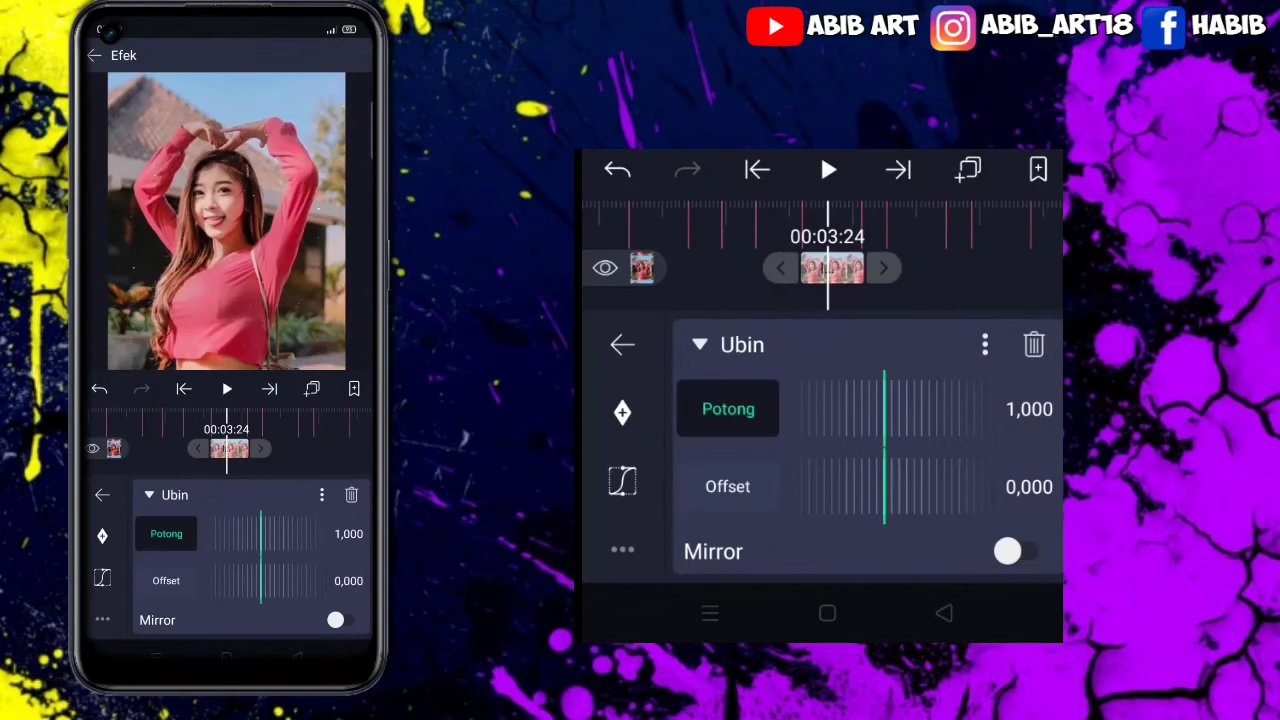 ABIB ART ABIB_ART18 HABIB
Efek
00:03:24
Ubin
Potong 1,000
Offset 0,000
Mirror
00:03:24
Ubin
Potong 1,000
Offset 0,000
Mirror